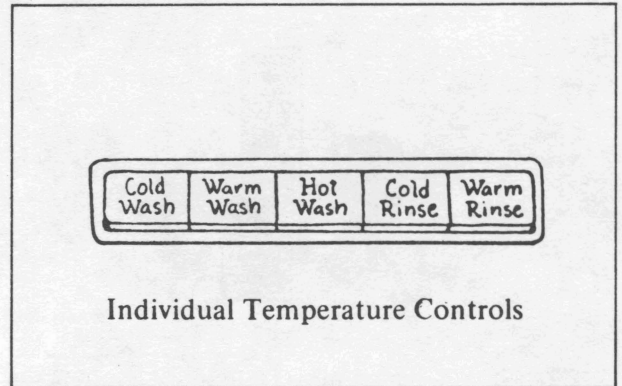 Cold Wash
Warm Wash
Hot Wash
Cold Rinse
Warm Rinse
Individual Temperature Controls